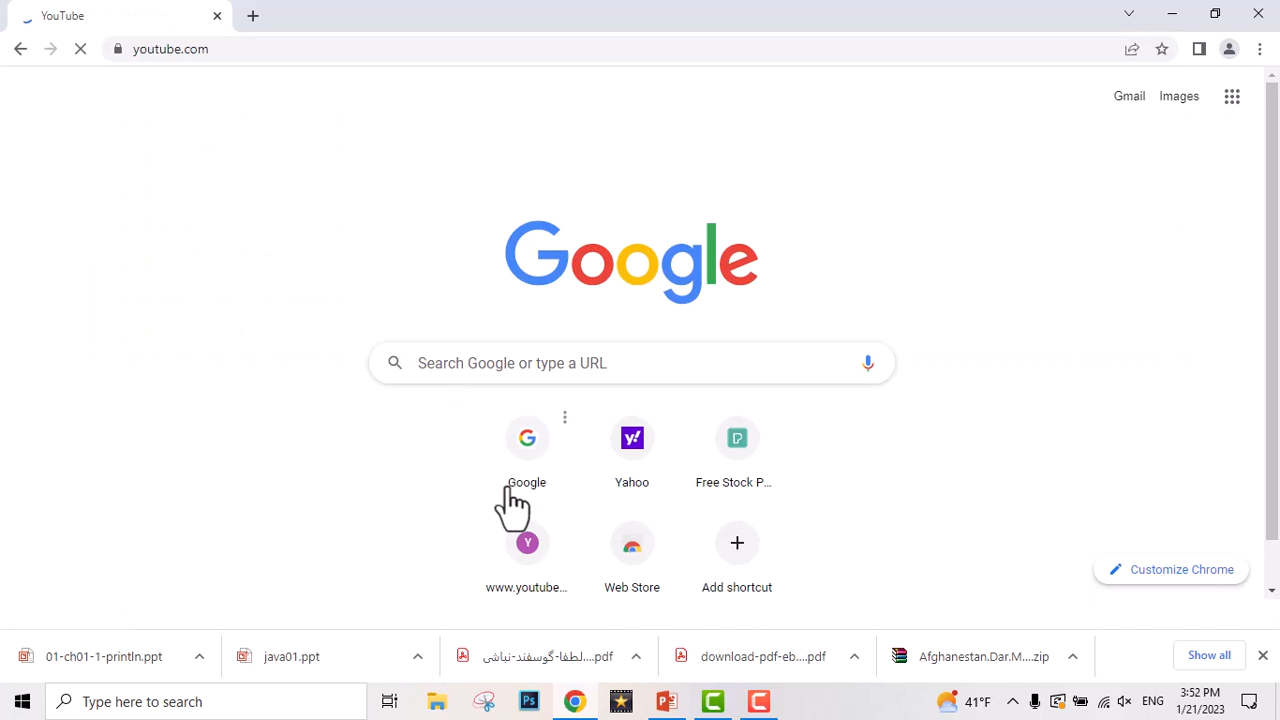 YouTube
youtube.com
Gmail Images
Google
Search Google or type a URL
Google Yahoo Free Stock P...
www.youtube... Web Store Add shortcut
Customize Chrome
01-ch01-1-println.ppt java01.ppt لطفا-گوسفند-نباشی....pdf download-pdf-eb....pdf Afghanestan.Dar.M....zip Show all
Type here to search Ps 41°F ENG 3:52 PM
1/21/2023